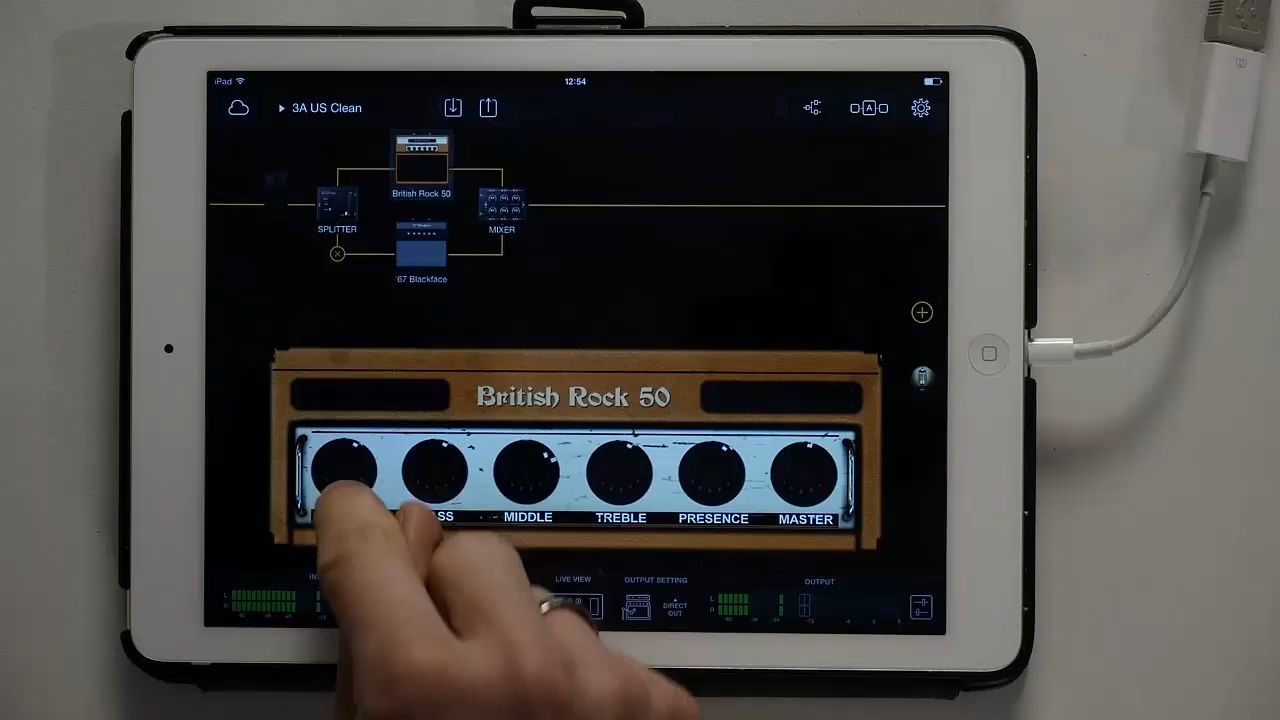 iPad
12:54
3A US Clean
A
British Rock 50
SPLITTER
MIXER
'67 Blackface
British Rock 50
MIDDLE
TREBLE
PRESENCE
MASTER
LIVE VIEW
OUTPUT SETTING
OUTPUT
DIRECT
OUT
L
R
L
R